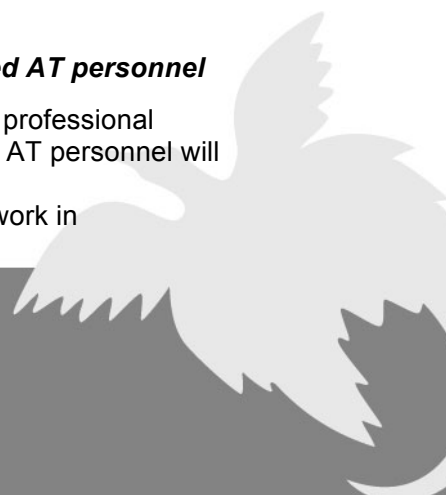 ed AT personnel
professional
AT personnel will
work in